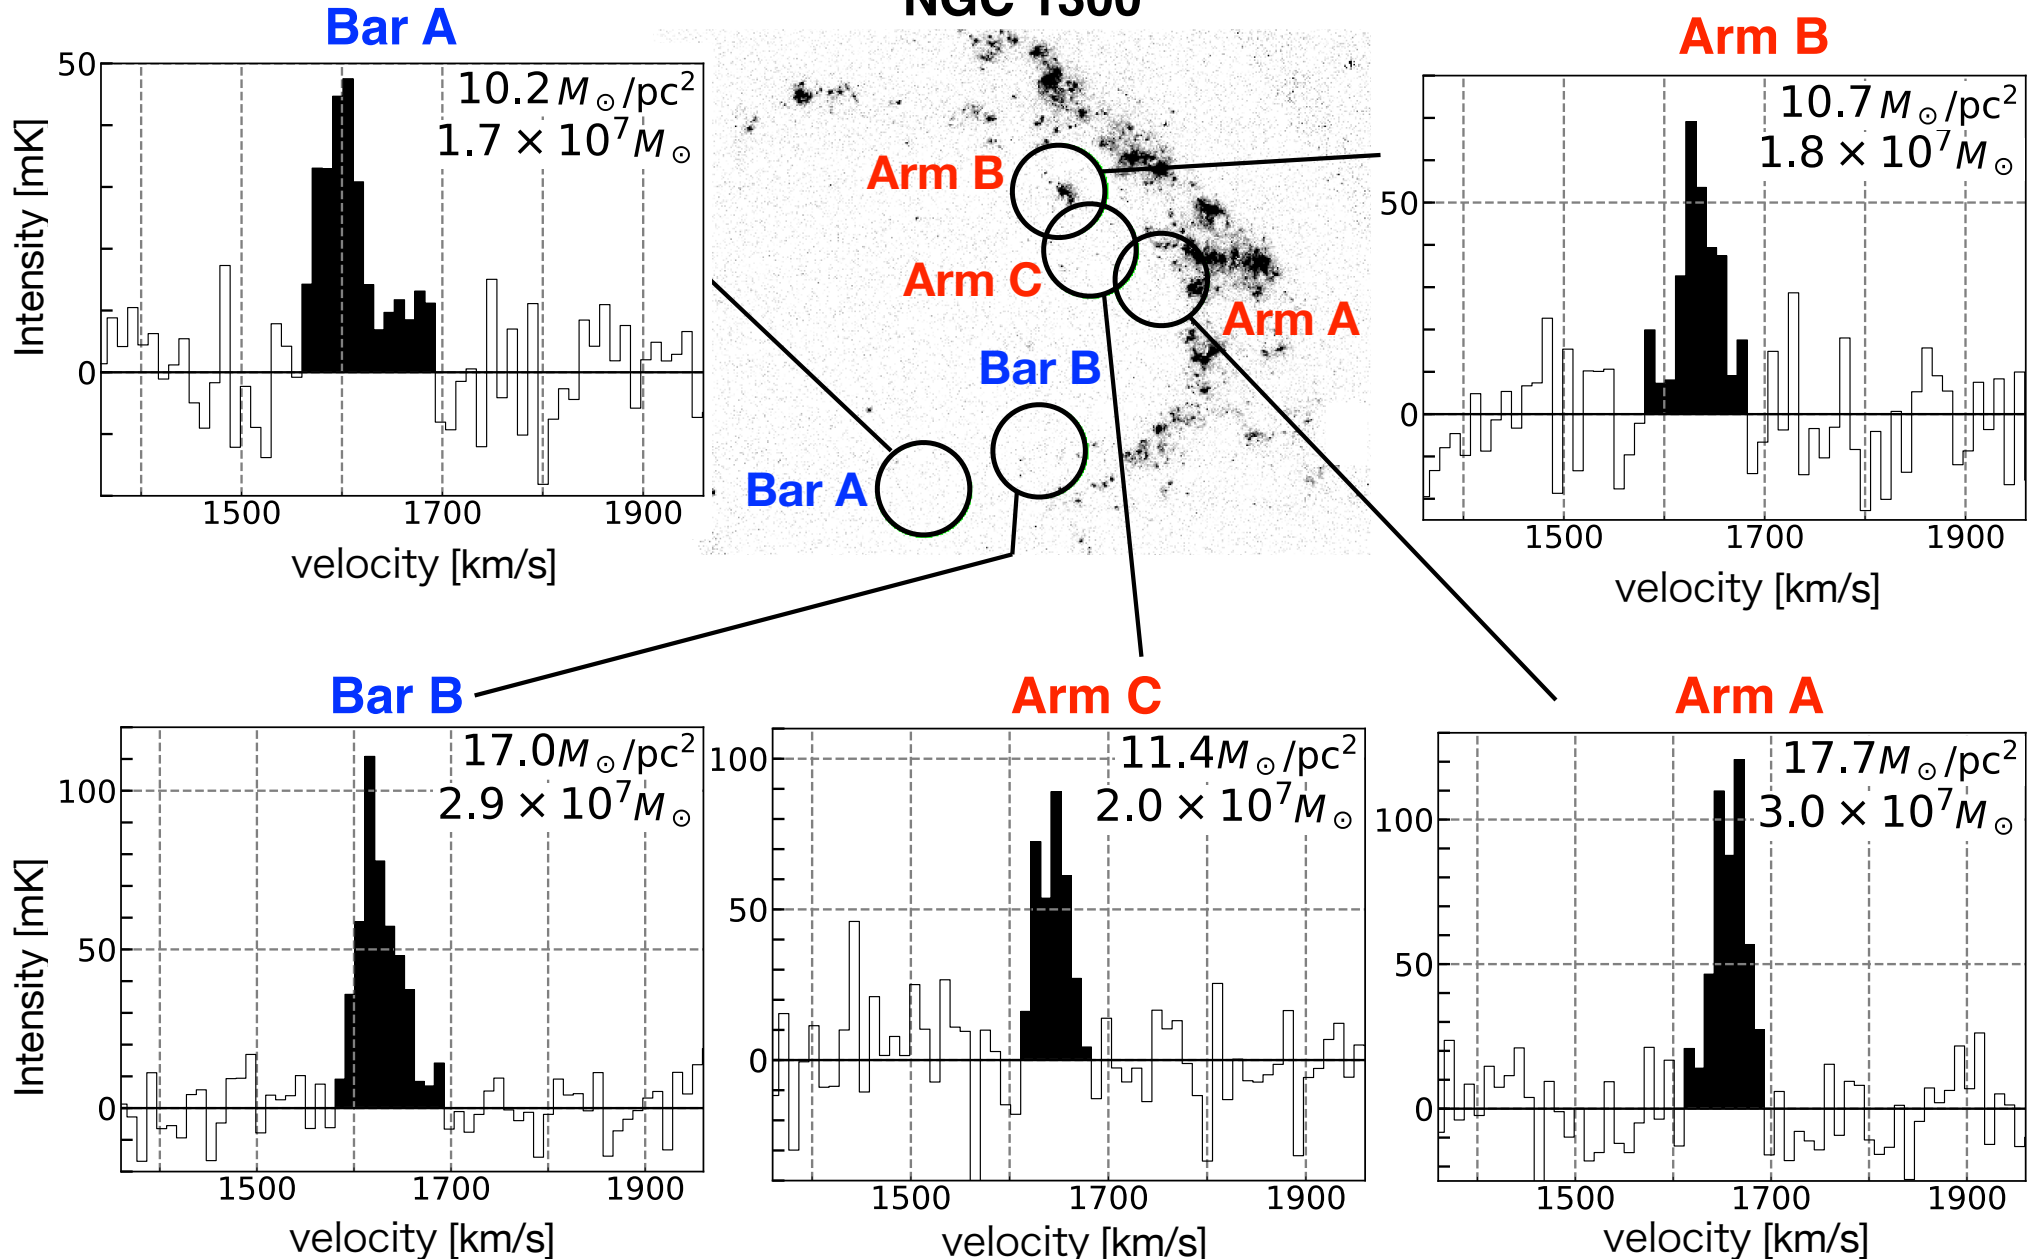 NGC 1300
Bar A
50
10.2 M☉/pc²
1.7 × 10⁷ M☉
Intensity [mK]
0
1500 1700 1900
velocity [km/s]
Arm B
Arm C
Arm A
Bar B
Bar A
Arm B
10.7 M☉/pc²
1.8 × 10⁷ M☉
50
0
1500 1700 1900
velocity [km/s]
Bar B
17.0 M☉/pc²
2.9 × 10⁷ M☉
100
50
0
Intensity [mK]
1500 1700 1900
velocity [km/s]
Arm C
11.4 M☉/pc²
2.0 × 10⁷ M☉
100
50
0
1500 1700 1900
velocity [km/s]
Arm A
17.7 M☉/pc²
3.0 × 10⁷ M☉
100
50
0
1500 1700 1900
velocity [km/s]